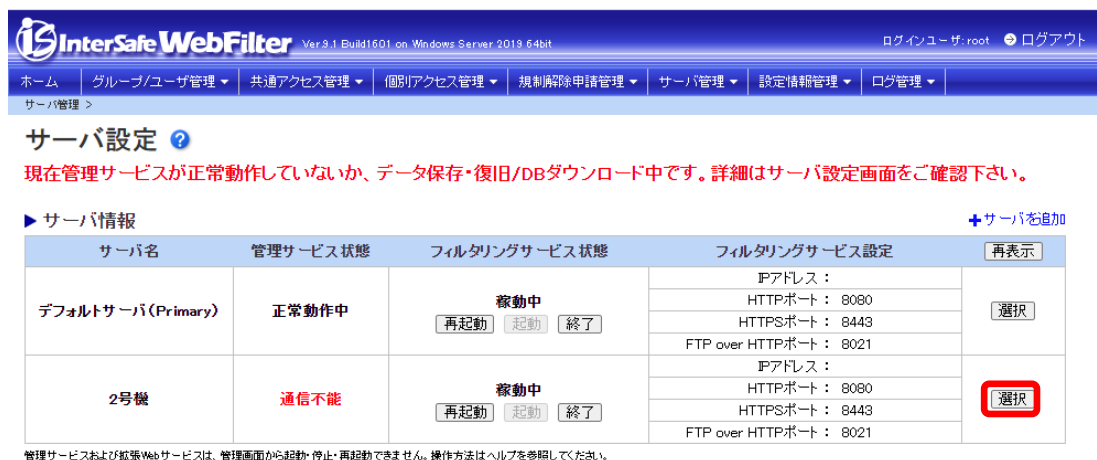 InterSafe WebFilter Ver9.1 Build1601 on Windows Server 2019 64bit ログインユーザ:root ログアウト
ホーム グループ/ユーザ管理▼ 共通アクセス管理▼ 個別アクセス管理▼ 規制解除申請管理▼ サーバ管理▼ 設定情報管理▼ ログ管理▼
サーバ管理 >
サーバ設定 ?
現在管理サービスが正常動作していないか、データ保存・復旧/DBダウンロード中です。詳細はサーバ設定画面をご確認下さい。
▶ サーバ情報 +サーバを追加
サーバ名 管理サービス状態 フィルタリングサービス状態 フィルタリングサービス設定 再表示
デフォルトサーバ(Primary) 正常動作中 稼動中 再起動 起動 終了
IPアドレス:
HTTPポート: 8080
HTTPSポート: 8443
FTP over HTTPポート: 8021
選択
2号機 通信不能 稼動中 再起動 起動 終了
IPアドレス:
HTTPポート: 8080
HTTPSポート: 8443
FTP over HTTPポート: 8021
選択
管理サービスおよび拡張Webサービスは、管理画面から起動・停止・再起動できません。操作方法はヘルプを参照してください。